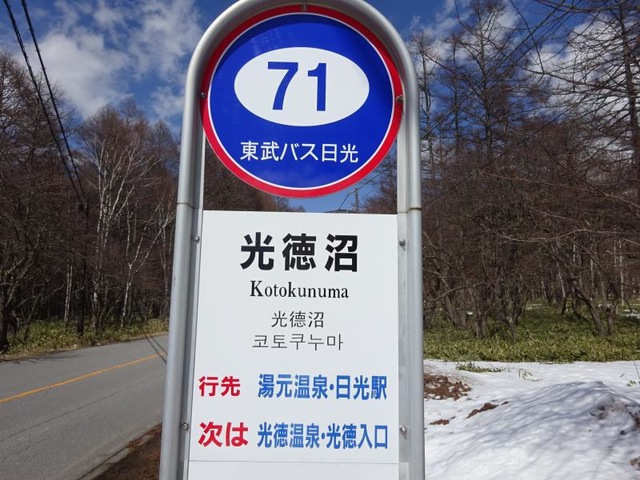 71
東武バス日光
光徳沼
Kotokunuma
光德沼
코토쿠누마
行先 湯元温泉・日光駅
次は 光徳温泉・光徳入口